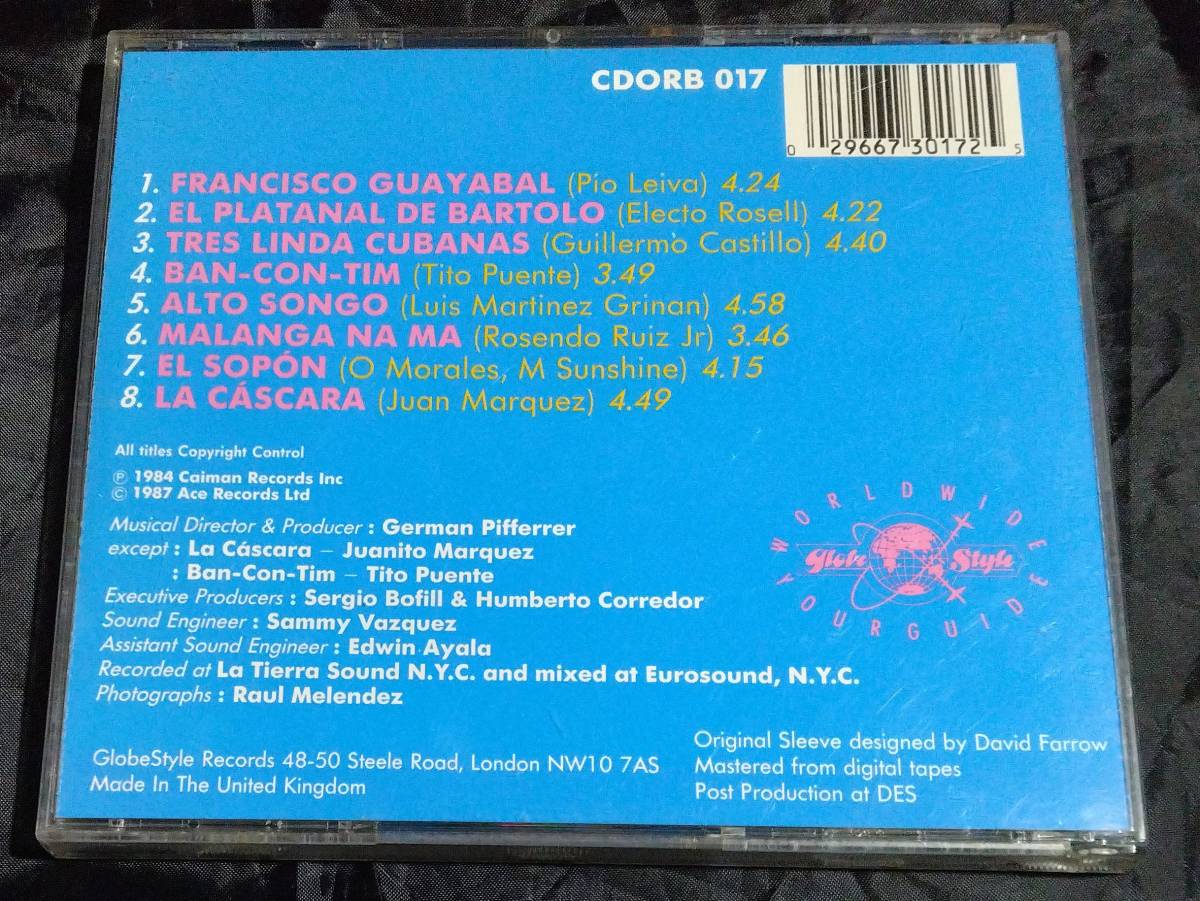 CDORB 017
0 29667 30172 5
1. FRANCISCO GUAYABAL (Pio Leiva) 4.24
2. EL PLATANAL DE BARTOLO (Electo Rosell) 4.22
3. TRES LINDA CUBANAS (Guillermo Castillo) 4.40
4. BAN-CON-TIM (Tito Puente) 3.49
5. ALTO SONGO (Luis Martinez Grinan) 4.58
6. MALANGA NA MA (Rosendo Ruiz Jr) 3.46
7. EL SOPÓN (O Morales, M Sunshine) 4.15
8. LA CÁSCARA (Juan Marquez) 4.49
All titles Copyright Control
℗ 1984 Caiman Records Inc
© 1987 Ace Records Ltd
Musical Director & Producer : German Pifferrer
except : La Cáscara – Juanito Marquez
: Ban-Con-Tim – Tito Puente
Executive Producers : Sergio Bofill & Humberto Corredor
Sound Engineer : Sammy Vazquez
Assistant Sound Engineer : Edwin Ayala
Recorded at La Tierra Sound N.Y.C. and mixed at Eurosound, N.Y.C.
Photographs : Raul Melendez
WORLDWIDE
Globe Style
YOUR GUIDE
GlobeStyle Records 48-50 Steele Road, London NW10 7AS
Made In The United Kingdom
Original Sleeve designed by David Farrow
Mastered from digital tapes
Post Production at DES